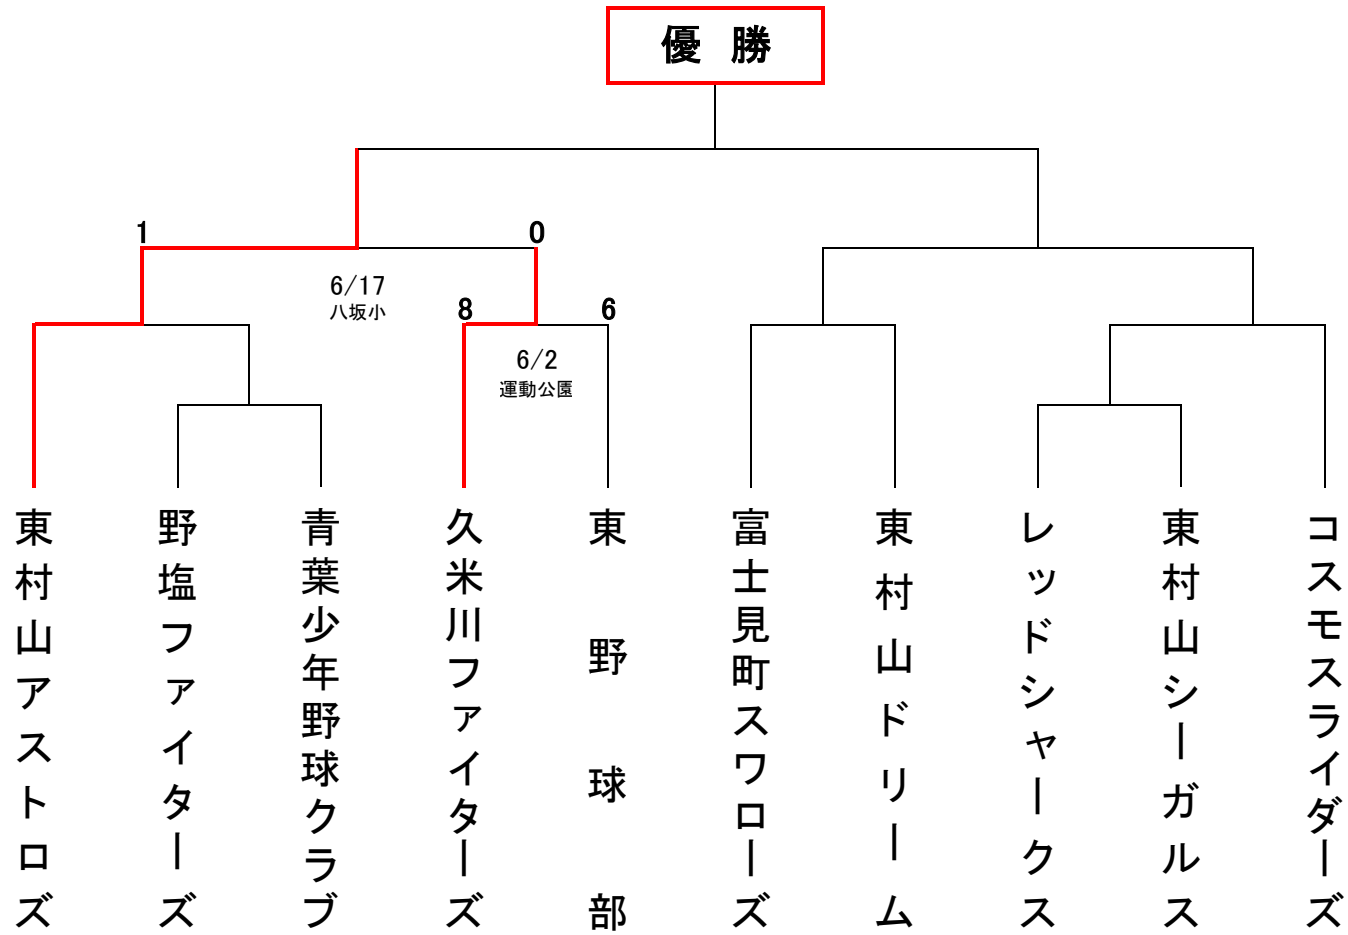 優 勝
1
0
6/17
八坂小
8
6
6/2
運動公園
東村山アストロズ
野塩ファイターズ
青葉少年野球クラブ
久米川ファイターズ
東野球部
富士見町スワローズ
東村山ドリーム
レッドシャークス
東村山シーガルス
コスモスライダーズ